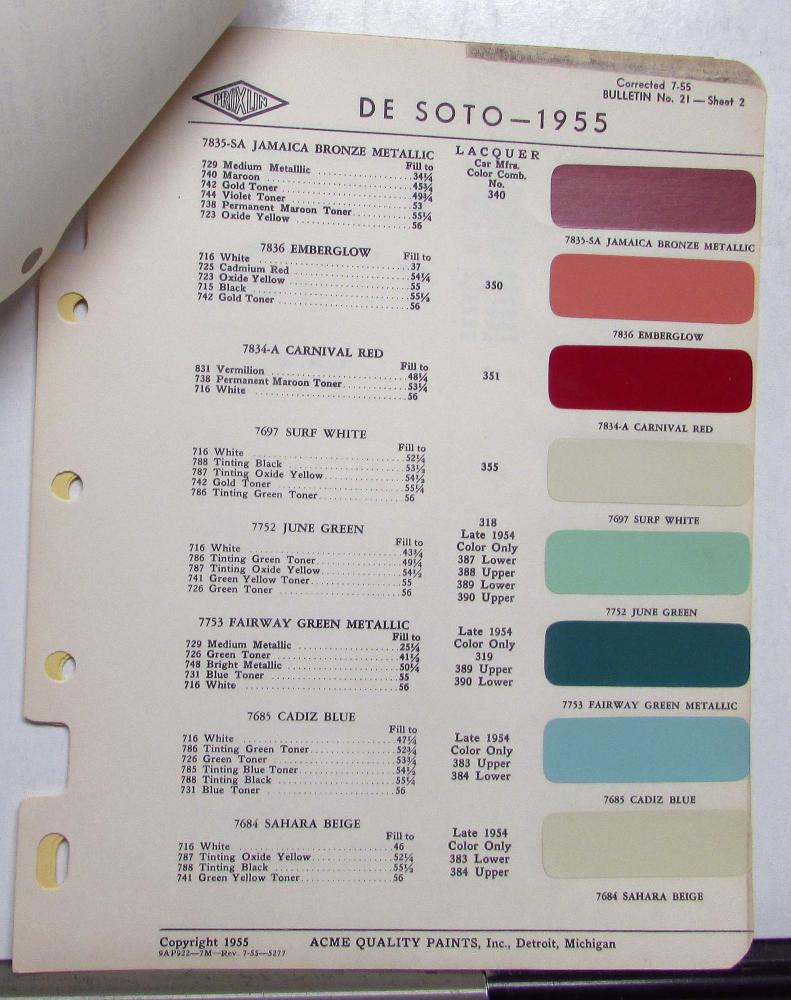 PROXLIN
Corrected 7-55
BULLETIN No. 21 — Sheet 2
DE SOTO—1955
LACQUER
Car Mfrs.
Color Comb.
No.
7835-SA JAMAICA BRONZE METALLIC
Fill to
729 Medium Metalllic 34¼
740 Maroon 45¾
742 Gold Toner 49¾
744 Violet Toner 53
738 Permanent Maroon Toner 55¼
723 Oxide Yellow 56
340
7835-SA JAMAICA BRONZE METALLIC
7836 EMBERGLOW
Fill to
716 White 37
725 Cadmium Red 54¼
723 Oxide Yellow 55
715 Black 55½
742 Gold Toner 56
350
7836 EMBERGLOW
7834-A CARNIVAL RED
Fill to
831 Vermilion 48¼
738 Permanent Maroon Toner 53¼
716 White 56
351
7834-A CARNIVAL RED
7697 SURF WHITE
Fill to
716 White 52¼
788 Tinting Black 53½
787 Tinting Oxide Yellow 54½
742 Gold Toner 55¼
786 Tinting Green Toner 56
355
7697 SURF WHITE
7752 JUNE GREEN
Fill to
716 White 43¾
786 Tinting Green Toner 49¼
787 Tinting Oxide Yellow 54½
741 Green Yellow Toner 55
726 Green Toner 56
318
Late 1954
Color Only
387 Lower
388 Upper
389 Lower
390 Upper
7752 JUNE GREEN
7753 FAIRWAY GREEN METALLIC
Fill to
729 Medium Metallic 25¼
726 Green Toner 41½
748 Bright Metallic 50¼
731 Blue Toner 55
716 White 56
Late 1954
Color Only
319
389 Upper
390 Lower
7753 FAIRWAY GREEN METALLIC
7685 CADIZ BLUE
Fill to
716 White 47¼
786 Tinting Green Toner 52¾
726 Green Toner 53¾
785 Tinting Blue Toner 54½
788 Tinting Black 55¼
731 Blue Toner 56
Late 1954
Color Only
383 Upper
384 Lower
7685 CADIZ BLUE
7684 SAHARA BEIGE
Fill to
716 White 46
787 Tinting Oxide Yellow 52¼
788 Tinting Black 55½
741 Green Yellow Toner 56
Late 1954
Color Only
383 Lower
384 Upper
7684 SAHARA BEIGE
Copyright 1955
ACME QUALITY PAINTS, Inc., Detroit, Michigan
9AP922—7M—Rev. 7-55—5277